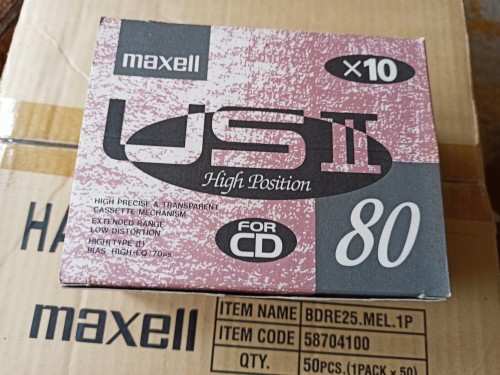 maxell
×10
USII
High Position
HIGH PRECISE & TRANSPARENT
CASSETTE MECHANISM
EXTENDED RANGE
LOW DISTORTION
HIGH(TYPE II)
BIAS HIGH·EQ:70μs
FOR
CD
80
HA
maxell
ITEM NAME BDRE25.MEL.1P
ITEM CODE 58704100
QTY. 50PCS.(1PACK × 50)